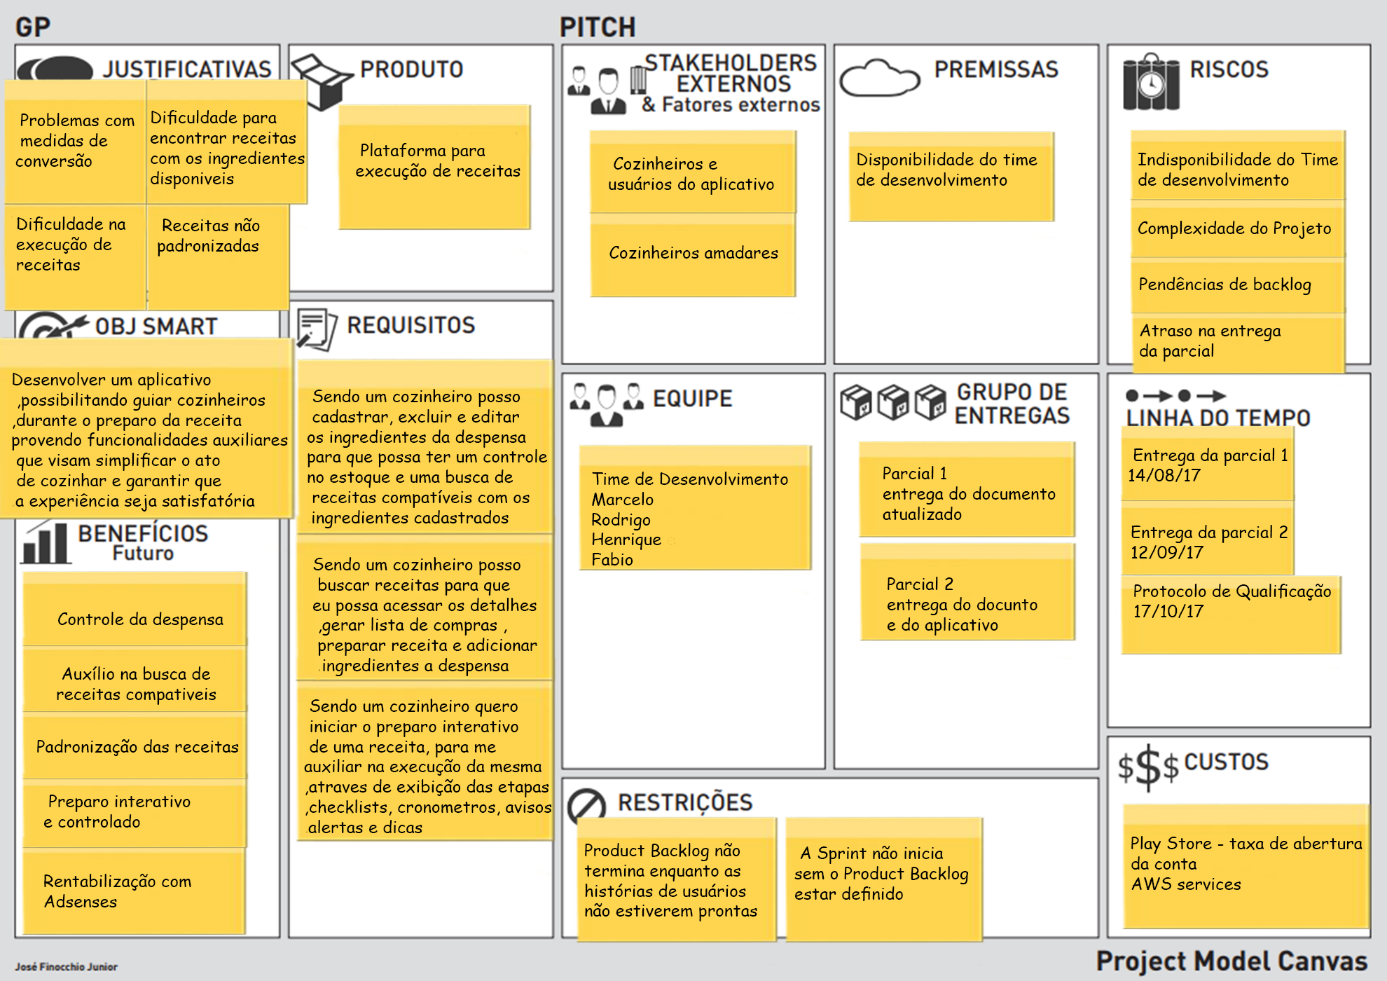 GP
PITCH
JUSTIFICATIVAS
Problemas com
medidas de
conversão
Dificuldade para
encontrar receitas
com os ingredientes
disponiveis
Dificuldade na
execução de
receitas
Receitas não
padronizadas
PRODUTO
Plataforma para
execução de receitas
OBJ SMART
Desenvolver um aplicativo
,possibilitando guiar cozinheiros
,durante o preparo da receita
provendo funcionalidades auxiliares
que visam simplificar o ato
de cozinhar e garantir que
a experiência seja satisfatória
REQUISITOS
Sendo um cozinheiro posso
cadastrar, excluir e editar
os ingredientes da despensa
para que possa ter um controle
no estoque e uma busca de
receitas compatíveis com os
ingredientes cadastrados
Sendo um cozinheiro posso
buscar receitas para que
eu possa acessar os detalhes
,gerar lista de compras ,
preparar receita e adicionar
ingredientes a despensa
Sendo um cozinheiro quero
iniciar o preparo interativo
de uma receita, para me
auxiliar na execução da mesma
,atraves de exibição das etapas
,checklists, cronometros, avisos
alertas e dicas
BENEFÍCIOS
Futuro
Controle da despensa
Auxílio na busca de
receitas compativeis
Padronização das receitas
Preparo interativo
e controlado
Rentabilização com
Adsenses
STAKEHOLDERS
EXTERNOS
& Fatores externos
Cozinheiros e
usuários do aplicativo
Cozinheiros amadares
PREMISSAS
Disponibilidade do time
de desenvolvimento
RISCOS
Indisponibilidade do Time
de desenvolvimento
Complexidade do Projeto
Pendências de backlog
Atraso na entrega
da parcial
EQUIPE
Time de Desenvolvimento
Marcelo
Rodrigo
Henrique
Fabio
GRUPO DE
ENTREGAS
Parcial 1
entrega do documento
atualizado
Parcial 2
entrega do docunto
e do aplicativo
LINHA DO TEMPO
Entrega da parcial 1
14/08/17
Entrega da parcial 2
12/09/17
Protocolo de Qualificação
17/10/17
RESTRIÇÕES
Product Backlog não
termina enquanto as
histórias de usuários
não estiverem prontas
A Sprint não inicia
sem o Product Backlog
estar definido
$$$ CUSTOS
Play Store - taxa de abertura
da conta
AWS services
José Finocchio Junior
Project Model Canvas